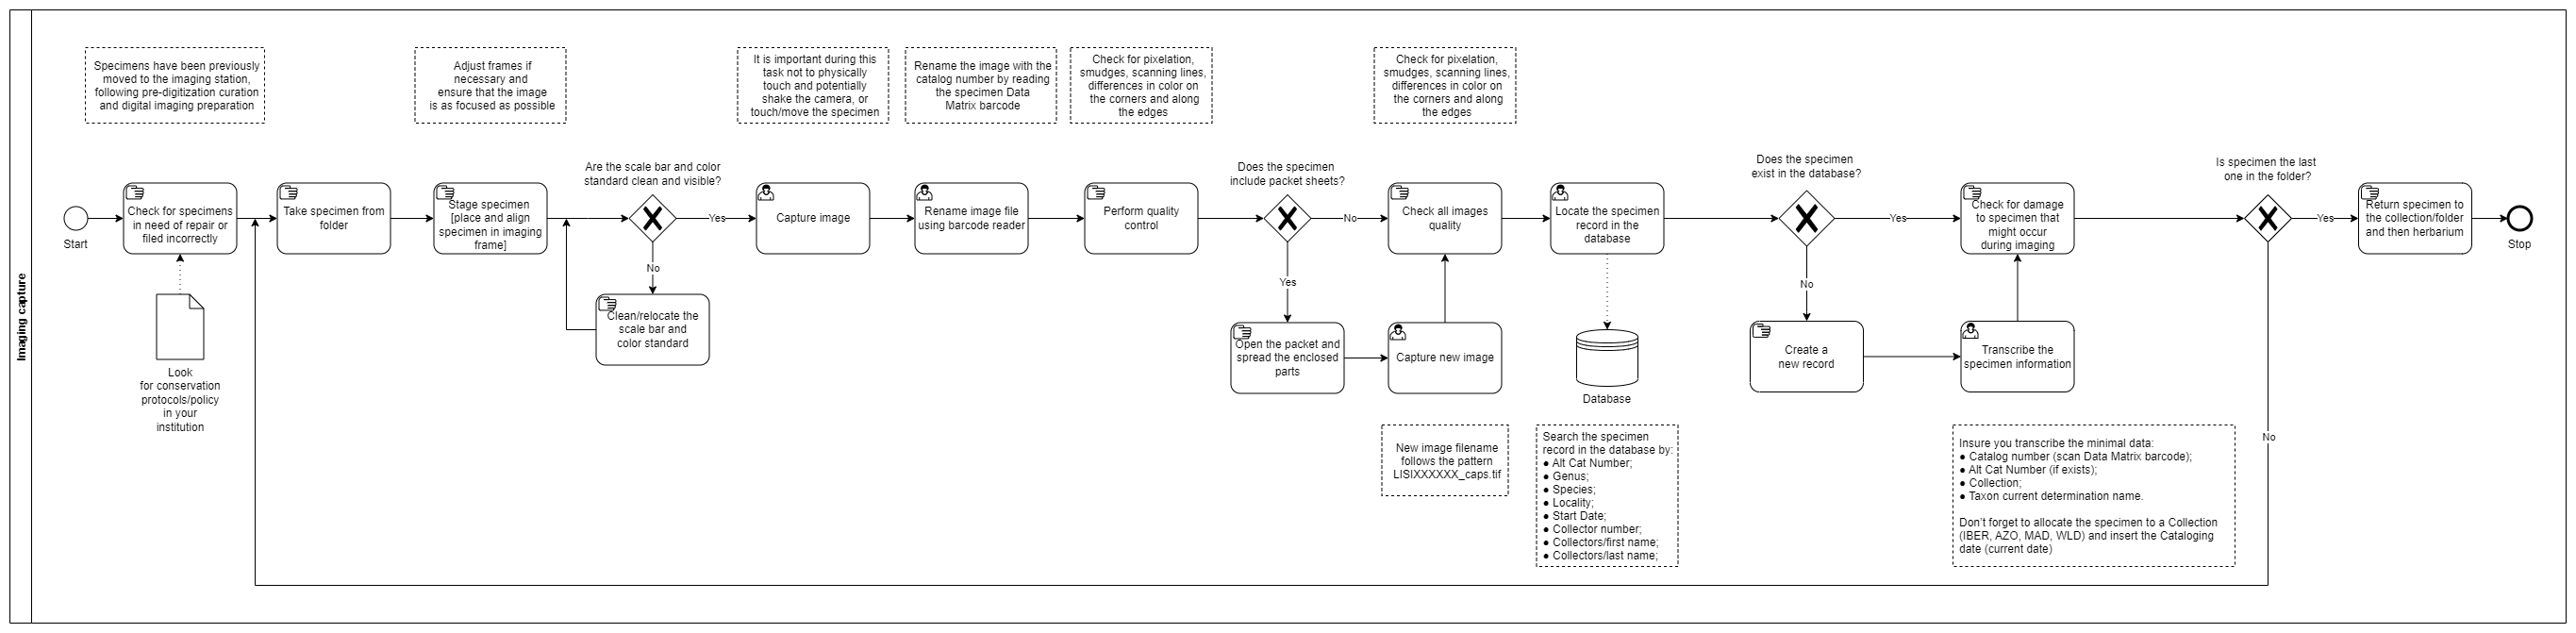 Imaging capture
Specimens have been previously
moved to the imaging station,
following pre-digitization curation
and digital imaging preparation
Adjust frames if
necessary and
ensure that the image
is as focused as possible
It is important during this
task not to physically
touch and potentially
shake the camera, or
touch/move the specimen
Rename the image with the
catalog number by reading
the specimen Data
Matrix barcode
Check for pixelation,
smudges, scanning lines,
differences in color on
the corners and along
the edges
Check for pixelation,
smudges, scanning lines,
differences in color on
the corners and along
the edges
Start
Check for specimens
in need of repair or
filed incorrectly
Look
for conservation
protocols/policy
in your
institution
Take specimen from
folder
Stage specimen
[place and align
specimen in imaging
frame]
Are the scale bar and color
standard clean and visible?
Yes
No
Clean/relocate the
scale bar and
color standard
Capture image
Rename image file
using barcode reader
Perform quality
control
Does the specimen
include packet sheets?
No
Yes
Open the packet and
spread the enclosed
parts
Capture new image
New image filename
follows the pattern
LISIXXXXXX_caps.tif
Check all images
quality
Locate the specimen
record in the
database
Database
Search the specimen
record in the database by:
● Alt Cat Number;
● Genus;
● Species;
● Locality;
● Start Date;
● Collector number;
● Collectors/first name;
● Collectors/last name;
Does the specimen
exist in the database?
Yes
No
Create a
new record
Transcribe the
specimen information
Insure you transcribe the minimal data:
● Catalog number (scan Data Matrix barcode);
● Alt Cat Number (if exists);
● Collection;
● Taxon current determination name.
Don't forget to allocate the specimen to a Collection
(IBER, AZO, MAD, WLD) and insert the Cataloging
date (current date)
Check for damage
to specimen that
might occur
during imaging
Is specimen the last
one in the folder?
Yes
No
Return specimen to
the collection/folder
and then herbarium
Stop